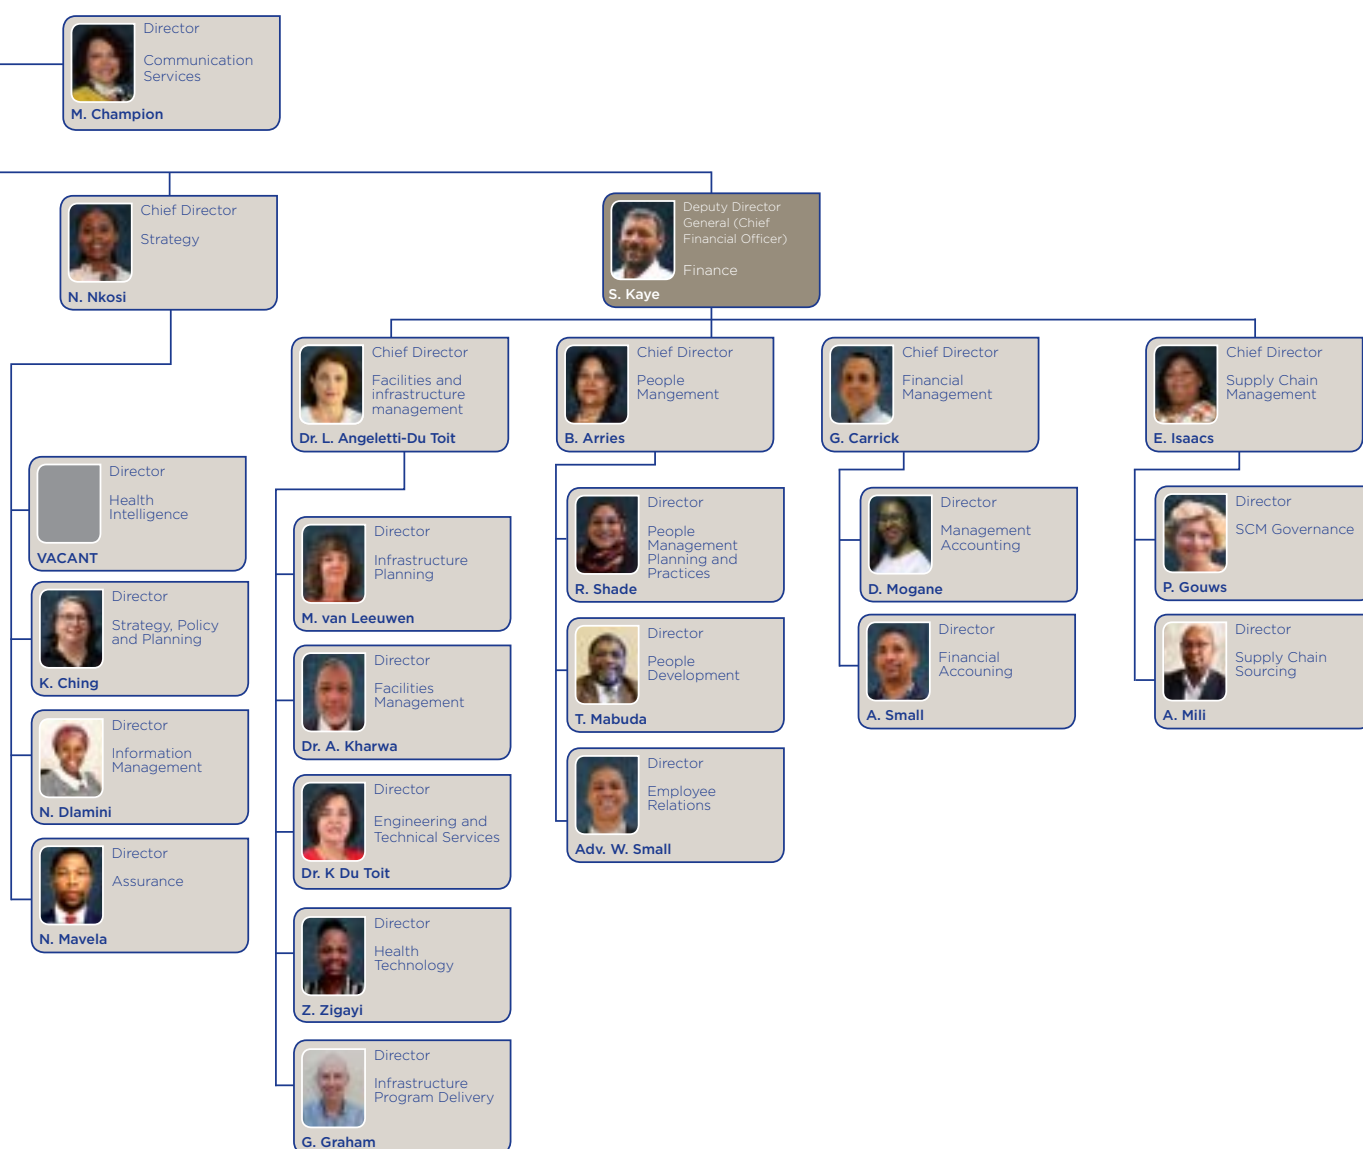 Director
Communication
Services
M. Champion
Chief Director
Strategy
N. Nkosi
Deputy Director
General (Chief
Financial Officer)
Finance
S. Kaye
Chief Director
Facilities and
infrastructure
management
Dr. L. Angeletti-Du Toit
Chief Director
People
Mangement
B. Arries
Chief Director
Financial
Management
G. Carrick
Chief Director
Supply Chain
Management
E. Isaacs
Director
Health
Intelligence
VACANT
Director
Strategy, Policy
and Planning
K. Ching
Director
Information
Management
N. Dlamini
Director
Assurance
N. Mavela
Director
Infrastructure
Planning
M. van Leeuwen
Director
Facilities
Management
Dr. A. Kharwa
Director
Engineering and
Technical Services
Dr. K Du Toit
Director
Health
Technology
Z. Zigayi
Director
Infrastructure
Program Delivery
G. Graham
Director
People
Management
Planning and
Practices
R. Shade
Director
People
Development
T. Mabuda
Director
Employee
Relations
Adv. W. Small
Director
Management
Accounting
D. Mogane
Director
Financial
Accouning
A. Small
Director
SCM Governance
P. Gouws
Director
Supply Chain
Sourcing
A. Mili